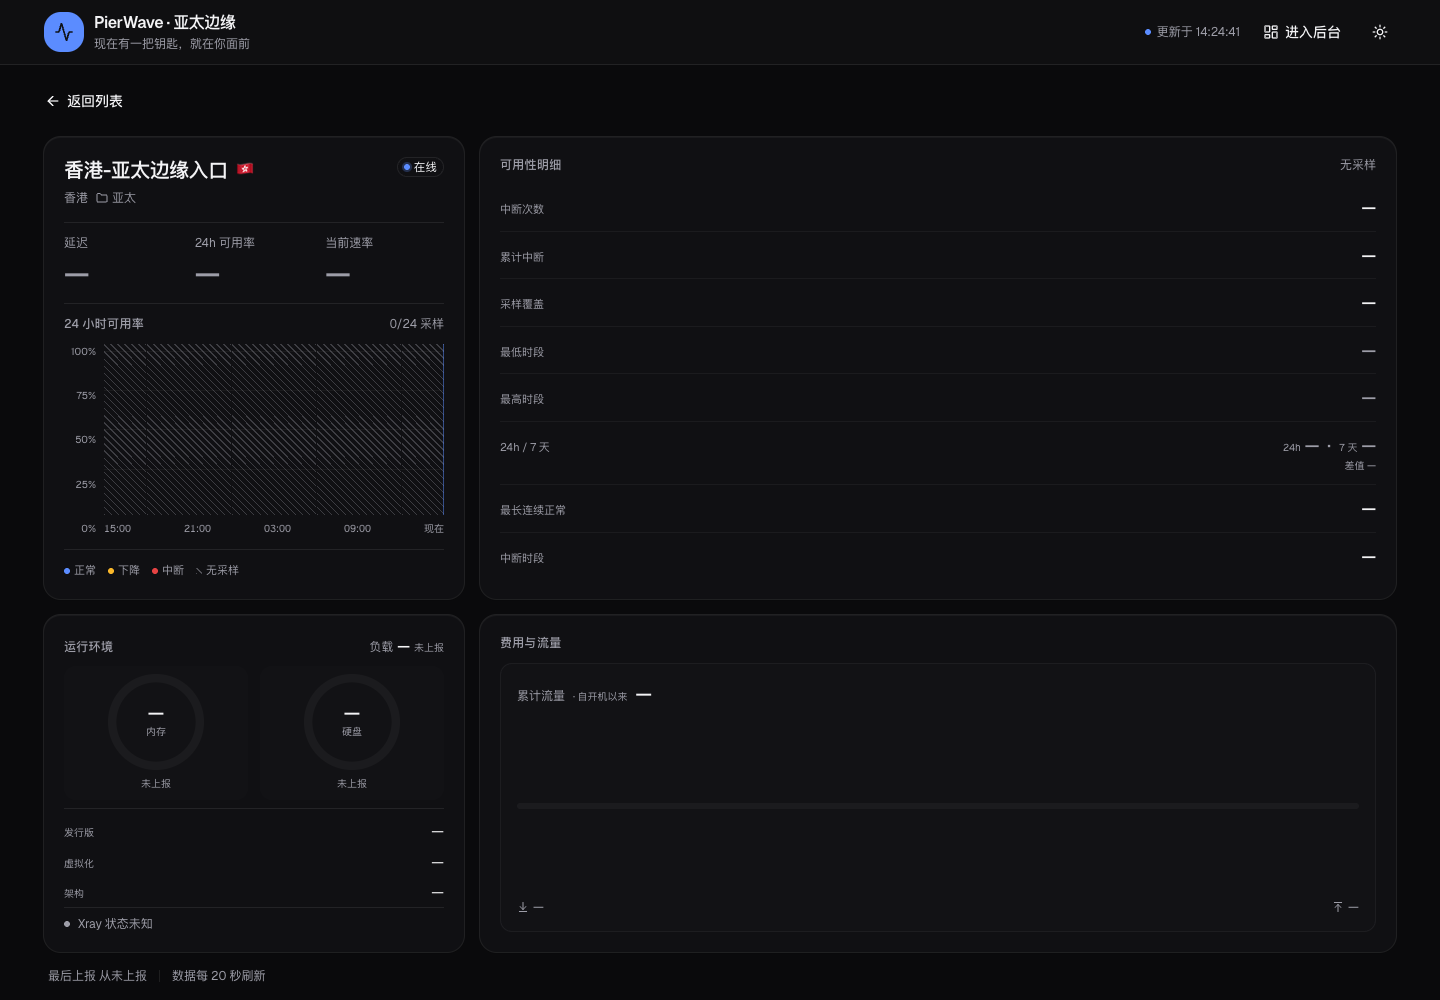 PierWave · 亚太边缘
现在有一把钥匙，就在你面前
更新于 14:24:41
进入后台
返回列表
香港-亚太边缘入口
在线
香港 亚太
延迟 24h 可用率 当前速率
— — —
24 小时可用率 0/24 采样
100%
75%
50%
25%
0%
15:00 21:00 03:00 09:00 现在
正常 下降 中断 无采样
可用性明细 无采样
中断次数 —
累计中断 —
采样覆盖 —
最低时段 —
最高时段 —
24h / 7 天 24h — · 7 天 —
差值 —
最长连续正常 —
中断时段 —
运行环境 负载 — 未上报
— —
内存 硬盘
未上报 未上报
发行版 —
虚拟化 —
架构 —
Xray 状态未知
费用与流量
累计流量 · 自开机以来 —
— —
最后上报 从未上报 数据每 20 秒刷新